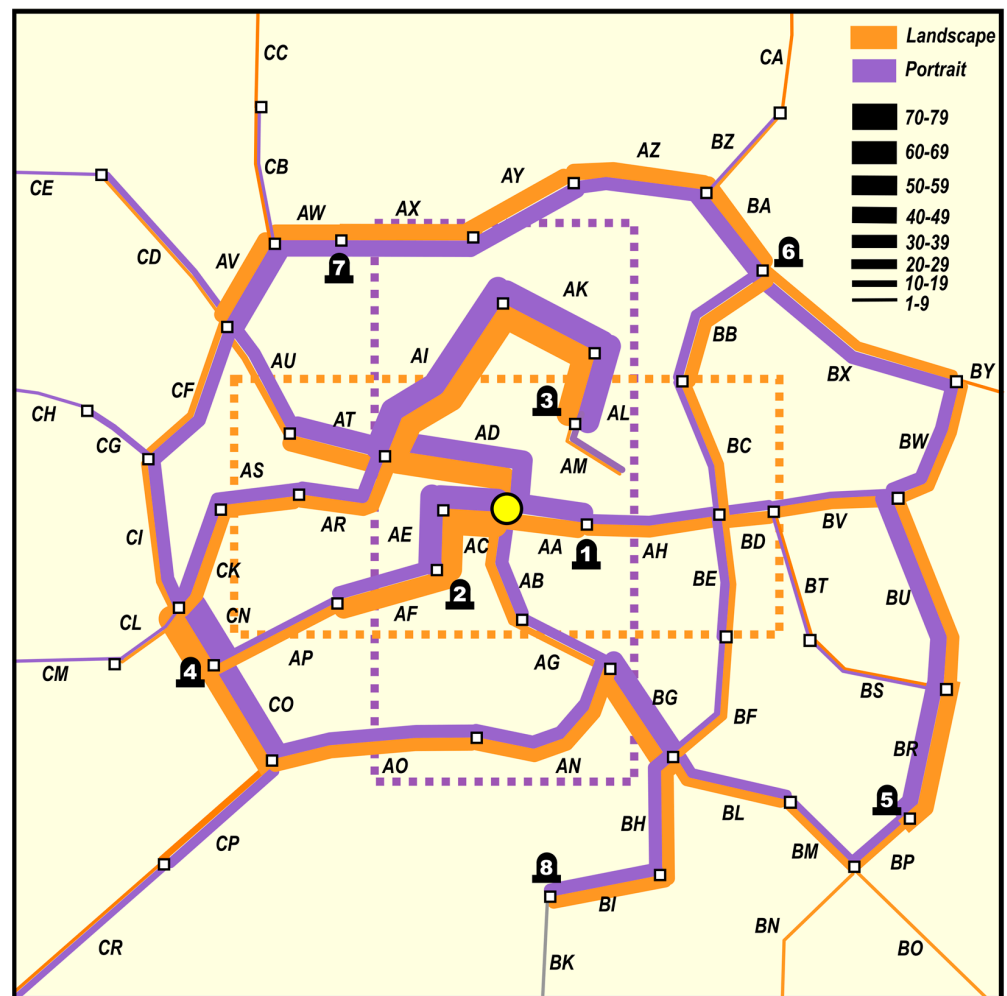 CC
CA
Landscape
Portrait
70-79
60-69
50-59
40-49
30-39
20-29
10-19
1-9
CE
CB
BZ
AZ
AY
AW
AX
BA
CD
AV
7
6
AK
BB
AU
AI
BX
BY
CF
3
AL
CH
CG
AT
AD
BW
AM
BC
AS
AR
BV
CI
AE
AC
AA
1
AH
BD
CK
AB
BE
BT
BU
2
CL
CN
AF
AP
AG
CM
4
BS
CO
BG
BF
BR
AO
AN
BH
BL
5
CP
BM
BP
8
BI
BN
BO
CR
BK